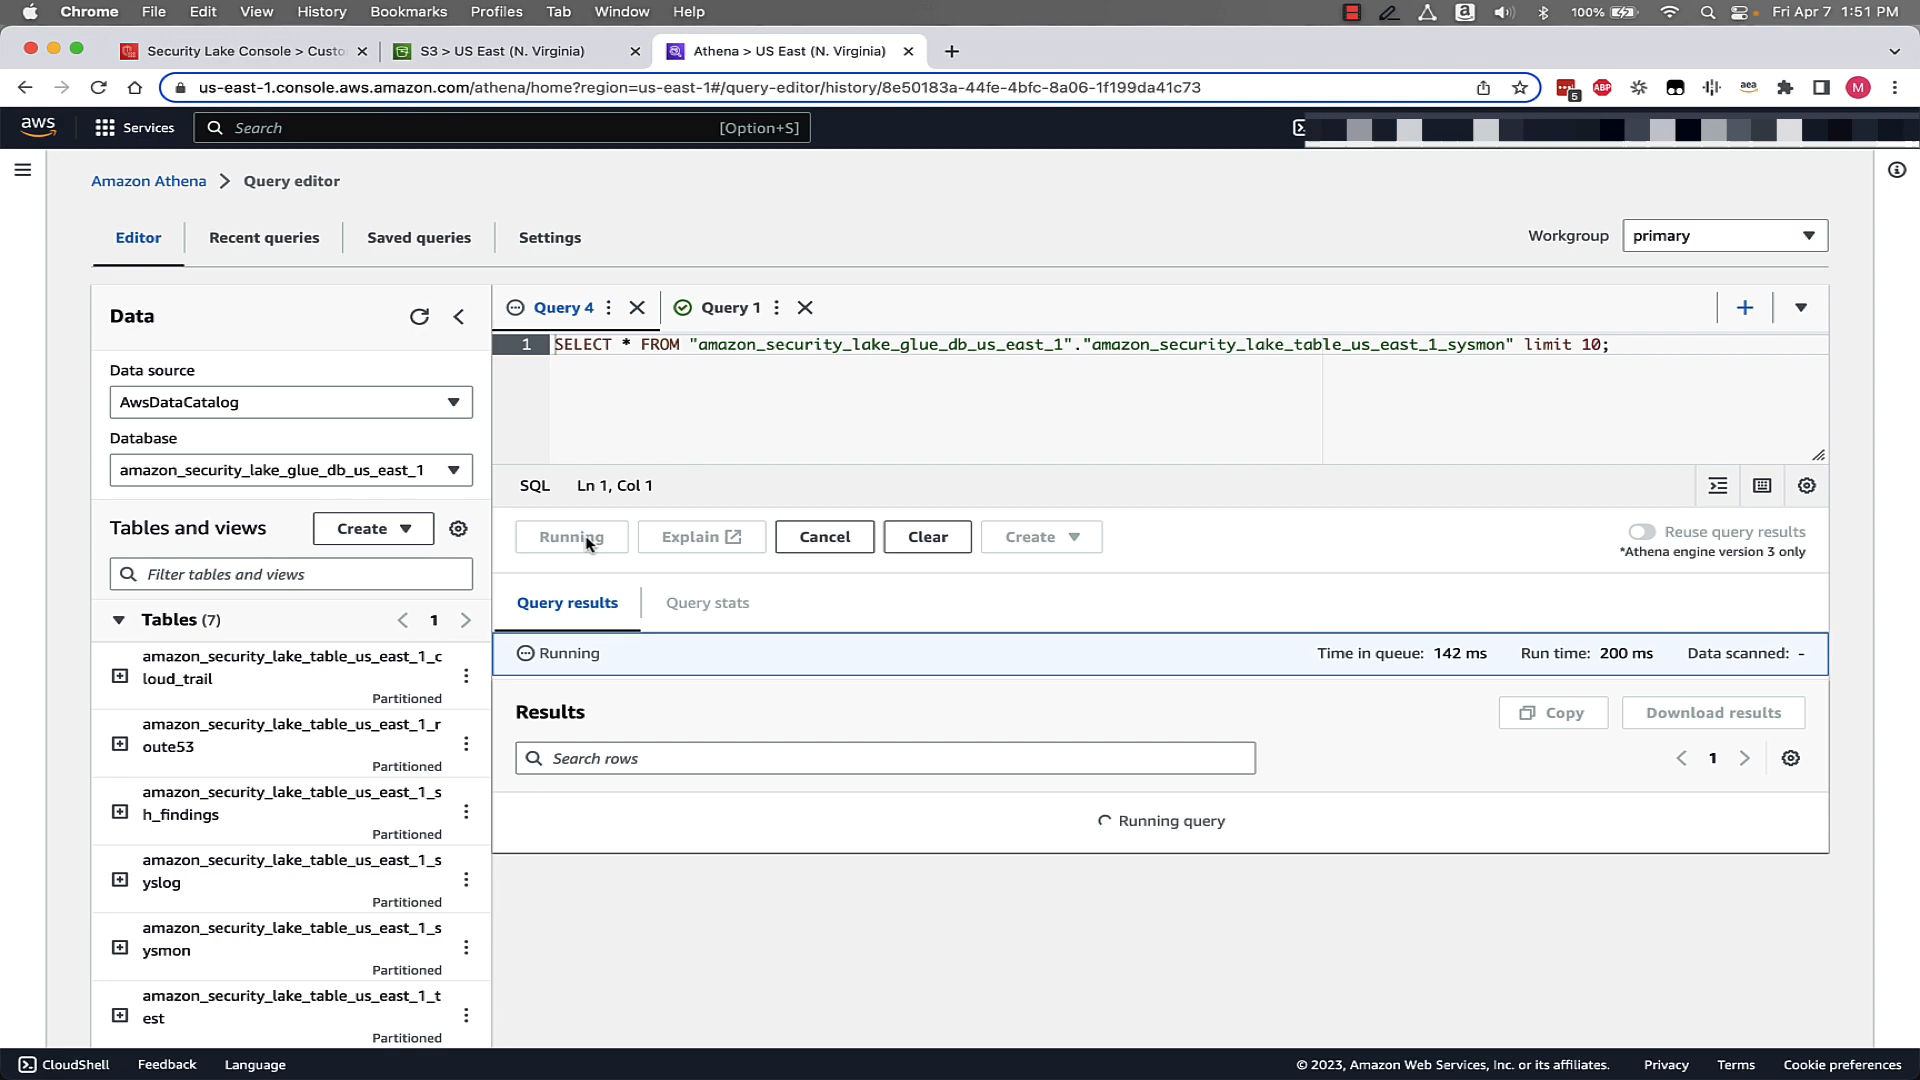 Chrome File Edit View History Bookmarks Profiles Tab Window Help 100% Fri Apr 7 1:51 PM
Security Lake Console > Custo S3 > US East (N. Virginia) Athena > US East (N. Virginia)
us-east-1.console.aws.amazon.com/athena/home?region=us-east-1#/query-editor/history/8e50183a-44fe-4bfc-8a06-1f199da41c73 5 ABP aea M
aws Services Search [Option+S]
Amazon Athena > Query editor
Editor Recent queries Saved queries Settings Workgroup primary
Data
Query 4 Query 1
1 SELECT * FROM "amazon_security_lake_glue_db_us_east_1"."amazon_security_lake_table_us_east_1_sysmon" limit 10;
Data source
AwsDataCatalog
Database
amazon_security_lake_glue_db_us_east_1
SQL Ln 1, Col 1
Tables and views Create
Running Explain Cancel Clear Create Reuse query results
*Athena engine version 3 only
Filter tables and views
Query results Query stats
Tables (7) 1
Running Time in queue: 142 ms Run time: 200 ms Data scanned: -
amazon_security_lake_table_us_east_1_c
loud_trail
Partitioned
Results Copy Download results
amazon_security_lake_table_us_east_1_r
oute53
Partitioned
Search rows 1
amazon_security_lake_table_us_east_1_s
h_findings
Partitioned
Running query
amazon_security_lake_table_us_east_1_s
yslog
Partitioned
amazon_security_lake_table_us_east_1_s
ysmon
Partitioned
amazon_security_lake_table_us_east_1_t
est
Partitioned
CloudShell Feedback Language © 2023, Amazon Web Services, Inc. or its affiliates. Privacy Terms Cookie preferences